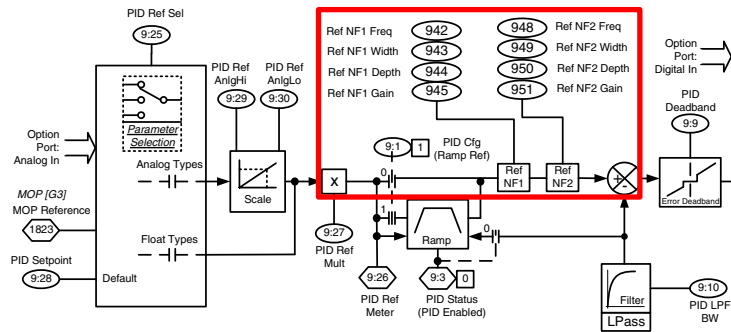 PID Ref Sel
9:25
Parameter
Selection
Option
Port:
Analog In
Analog Types
MOP [G3]
MOP Reference
1823
Float Types
PID Setpoint
9:28
Default
PID Ref
AnlgHi
9:29
PID Ref
AnlgLo
9:30
Scale
x
9:27
PID Ref
Mult
Ref NF1 Freq
942
Ref NF1 Width
943
Ref NF1 Depth
944
Ref NF1 Gain
945
948
Ref NF2 Freq
949
Ref NF2 Width
950
Ref NF2 Depth
951
Ref NF2 Gain
9:1
1
PID Cfg
(Ramp Ref)
0
1
Ref
NF1
Ref
NF2
+
-
Ramp
0
9:26
PID Ref
Meter
9:3
0
PID Status
(PID Enabled)
Option
Port:
Digital In
PID
Deadband
9:9
Error Deadband
Filter
LPass
9:10
PID LPF
BW